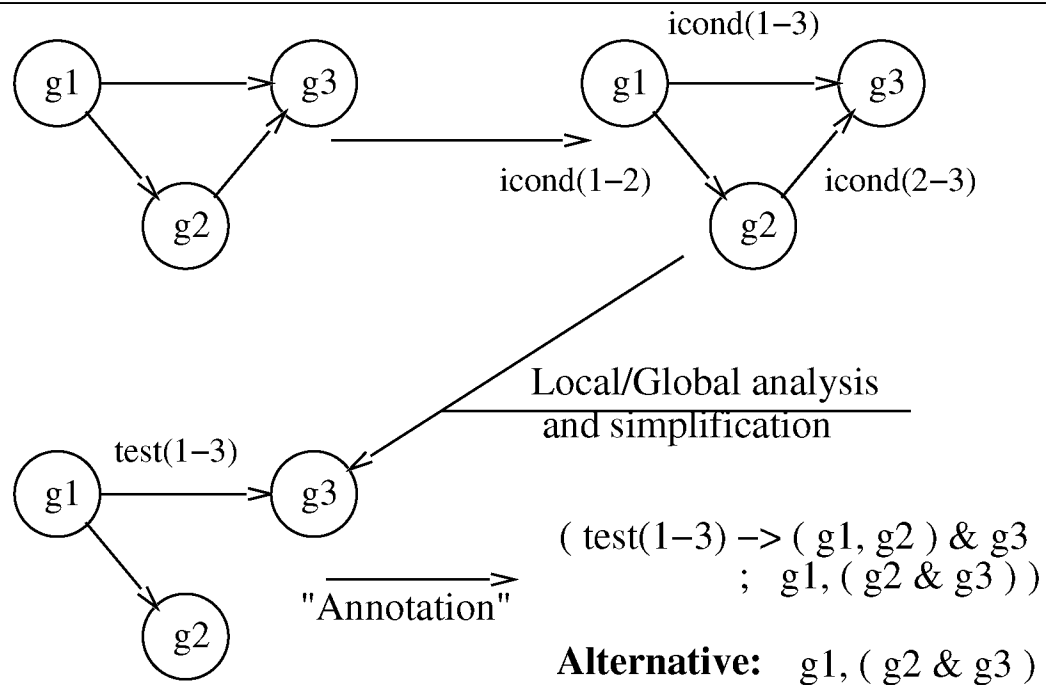 g1
g3
g2
icond(1−3)
g1
g3
icond(1−2)
icond(2−3)
g2
Local/Global analysis
and simplification
test(1−3)
g1
g3
g2
"Annotation"
( test(1−3) −> ( g1, g2 ) & g3
; g1, ( g2 & g3 ) )
Alternative: g1, ( g2 & g3 )